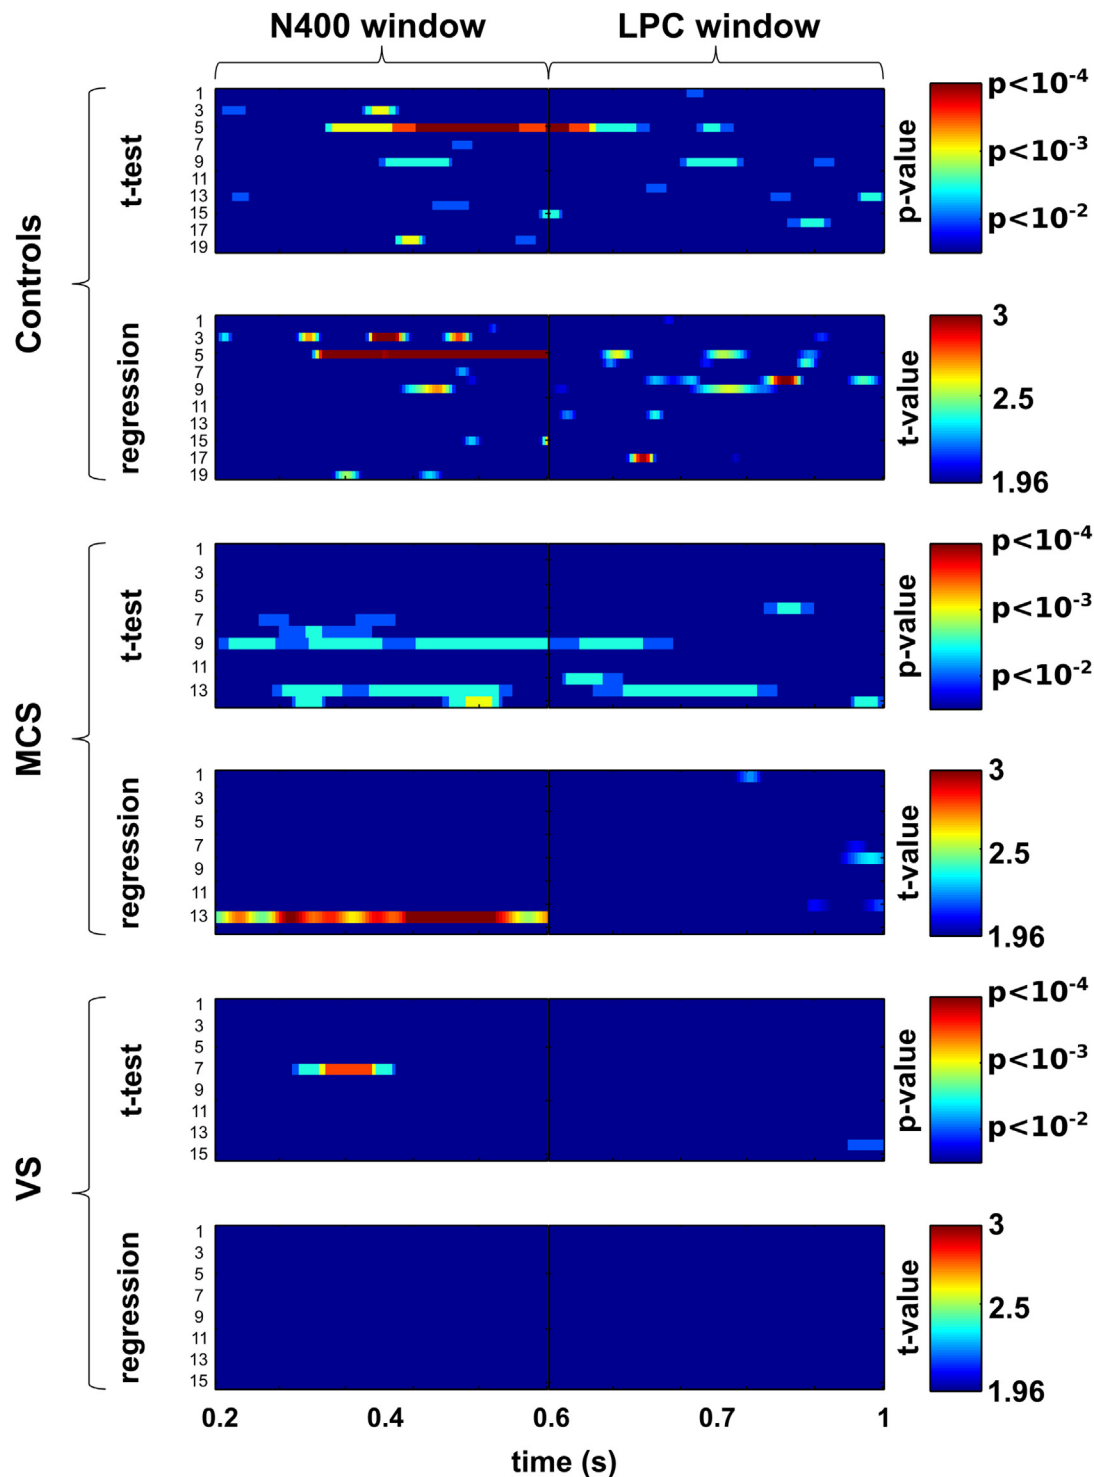 N400 window LPC window
Controls
t-test
1
3
5
7
9
11
13
15
17
19
p-value
p<10-4
p<10-3
p<10-2
regression
1
3
5
7
9
11
13
15
17
19
t-value
3
2.5
1.96
MCS
t-test
1
3
5
7
9
11
13
p-value
p<10-4
p<10-3
p<10-2
regression
1
3
5
7
9
11
13
t-value
3
2.5
1.96
VS
t-test
1
3
5
7
9
11
13
15
p-value
p<10-4
p<10-3
p<10-2
regression
1
3
5
7
9
11
13
15
t-value
3
2.5
1.96
0.2 0.4 0.6 0.7 1
time (s)